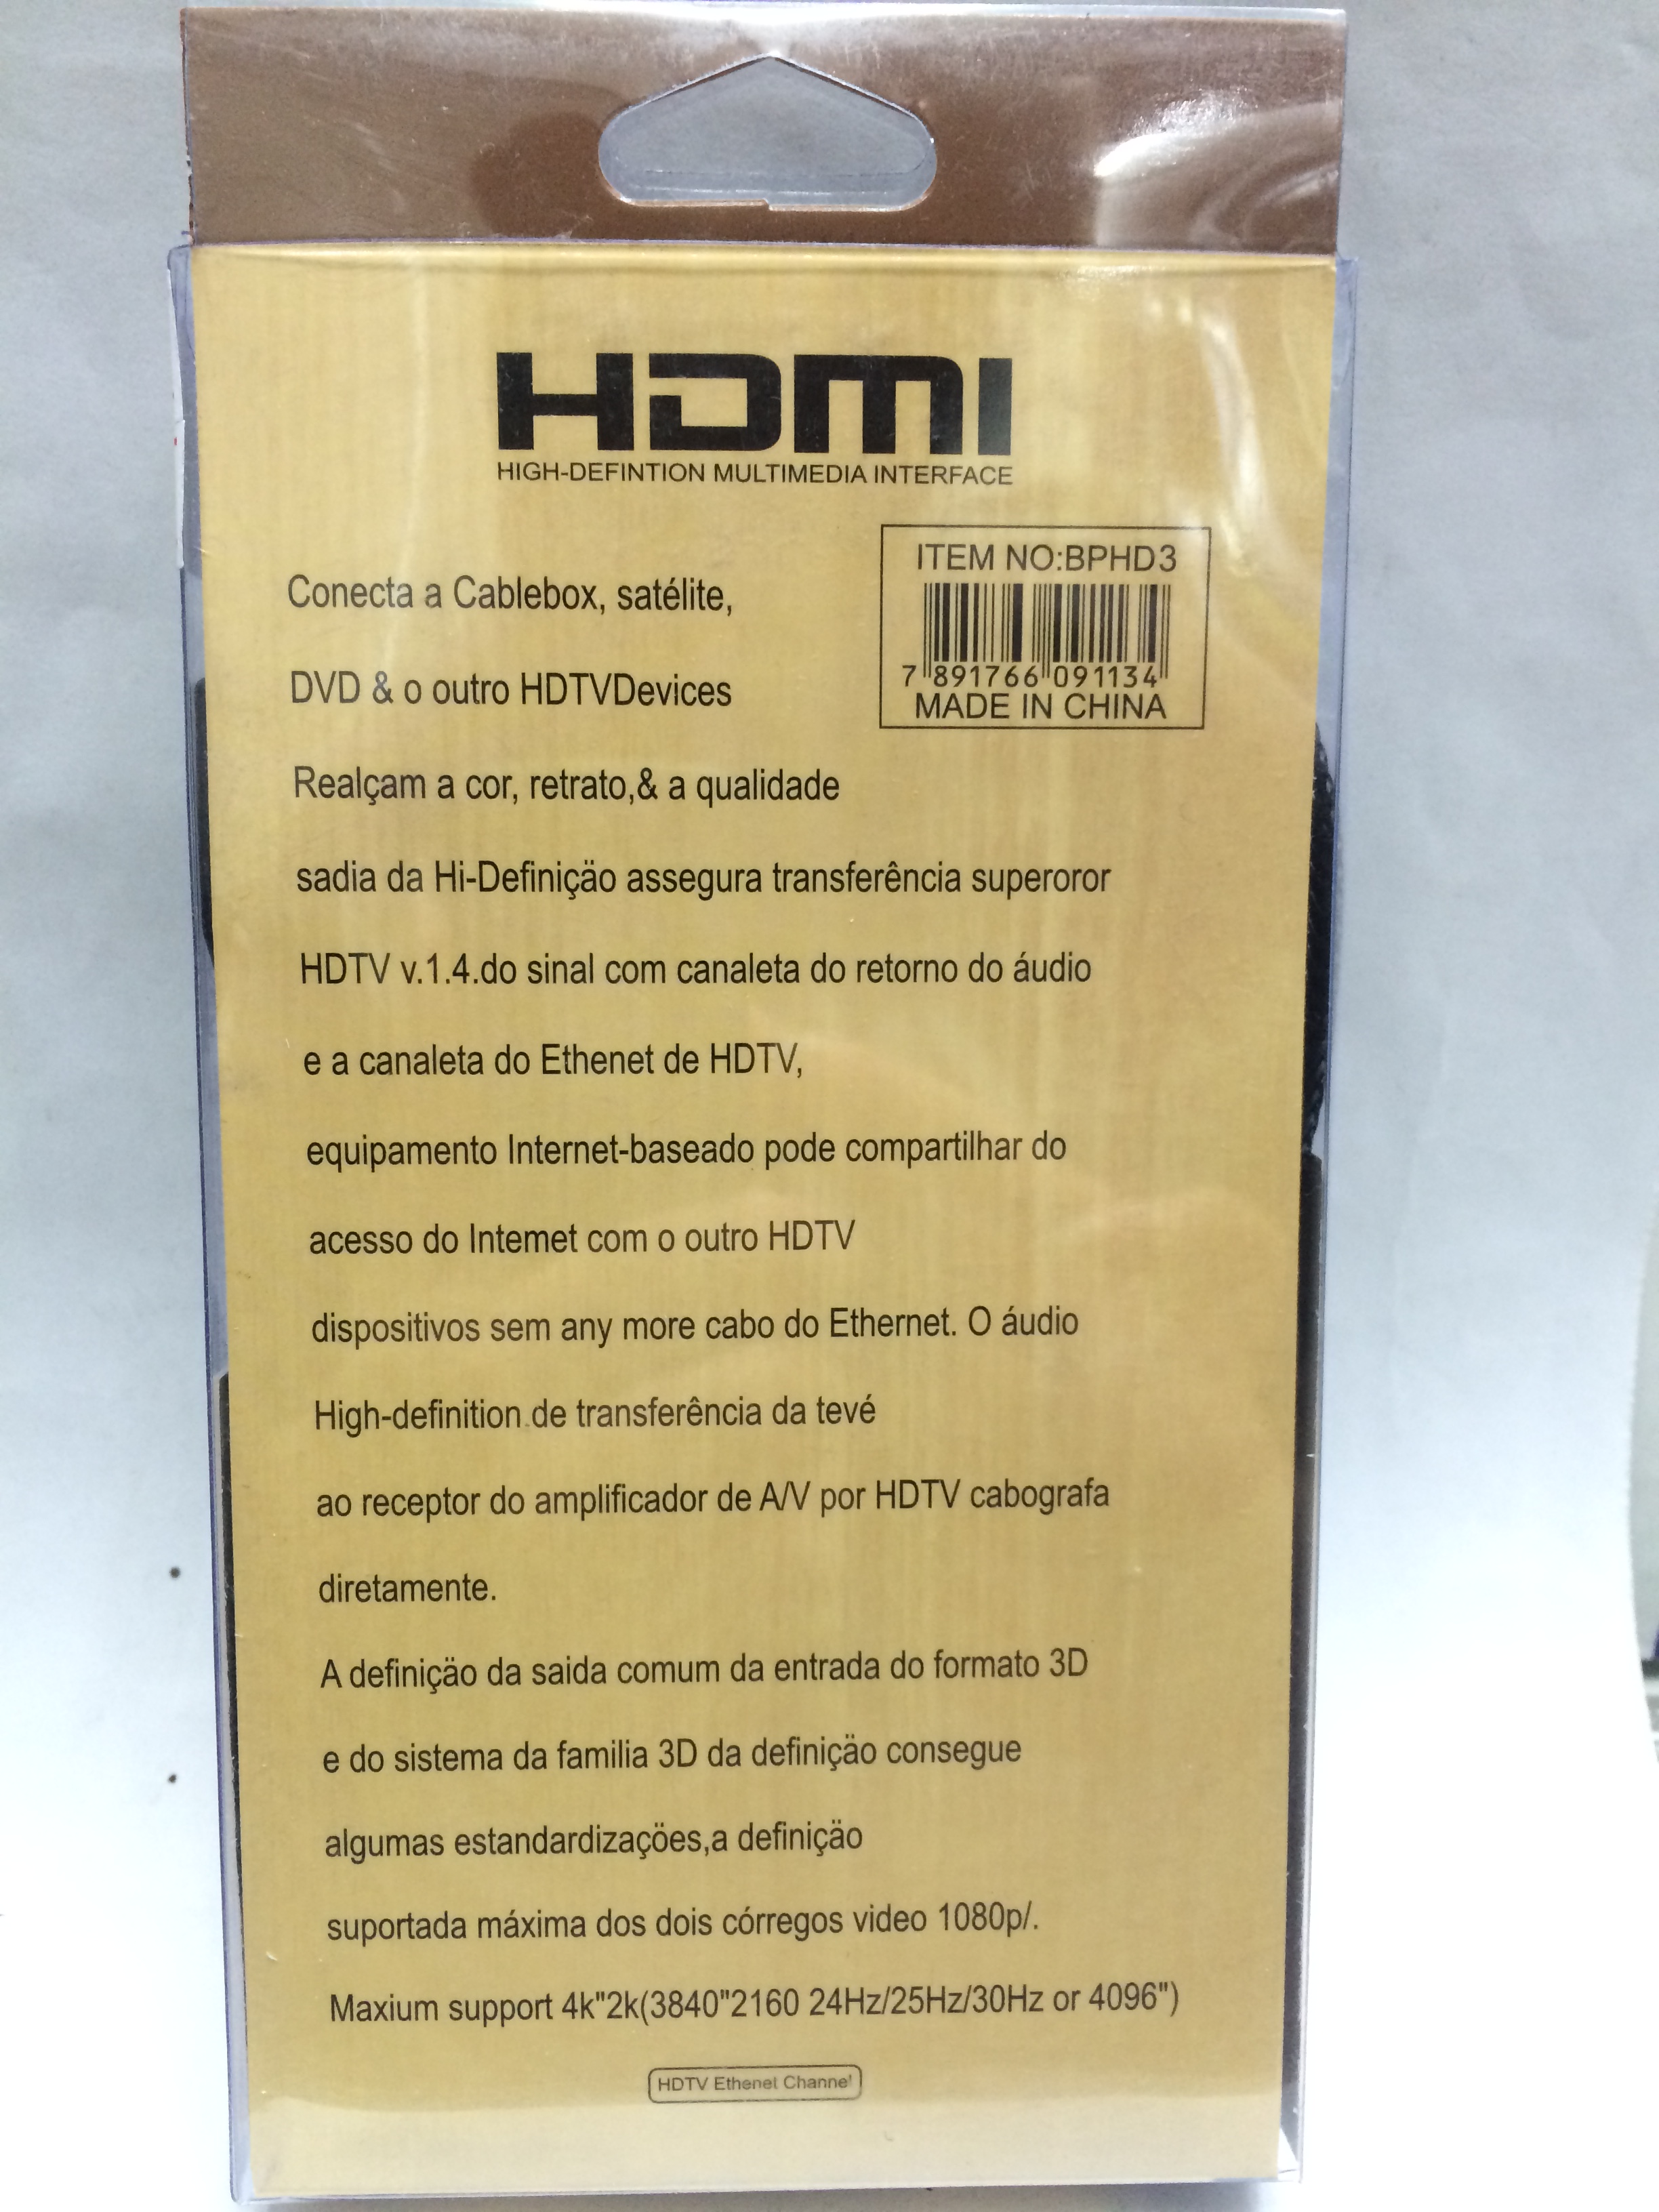 HDMI
HIGH-DEFINTION MULTIMEDIA INTERFACE
ITEM NO:BPHD3
7 891766 091134
MADE IN CHINA
Conecta a Cablebox, satélite,
DVD & o outro HDTVDevices
Realçam a cor, retrato,& a qualidade
sadia da Hi-Definiçäo assegura transferência superoror
HDTV v.1.4.do sinal com canaleta do retorno do áudio
e a canaleta do Ethenet de HDTV,
equipamento Internet-baseado pode compartilhar do
acesso do Intemet com o outro HDTV
dispositivos sem any more cabo do Ethernet. O áudio
High-definition de transferência da tevé
ao receptor do amplificador de A/V por HDTV cabografa
diretamente.
A definiçäo da saida comum da entrada do formato 3D
e do sistema da familia 3D da definiçäo consegue
algumas estandardizaçöes,a definiçäo
suportada máxima dos dois córregos video 1080p/.
Maxium support 4k"2k(3840"2160 24Hz/25Hz/30Hz or 4096")
HDTV Ethenet Channel